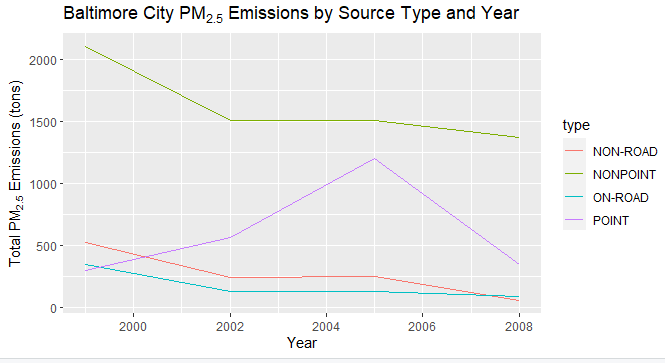 Baltimore City PM2.5 Emissions by Source Type and Year
Total PM2.5 Emissions (tons)
2000
1500
1000
500
0
2000 2002 2004 2006 2008
Year
type
NON-ROAD
NONPOINT
ON-ROAD
POINT